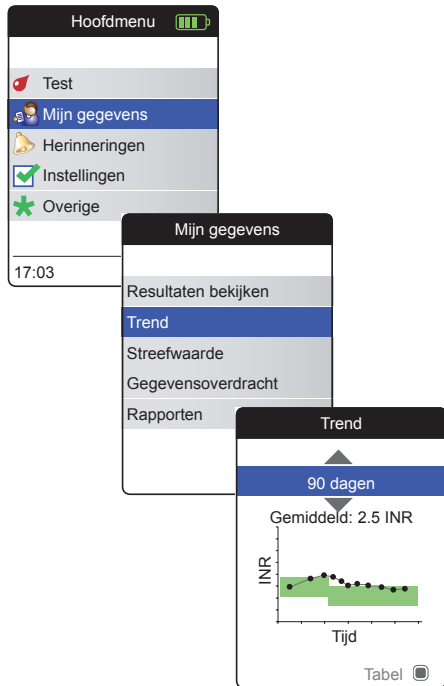 Hoofdmenu
Test
Mijn gegevens
Herinneringen
Instellingen
Overige
17:03
Mijn gegevens
Resultaten bekijken
Trend
Streefwaarde
Gegevensoverdracht
Rapporten
Trend
90 dagen
Gemiddeld: 2.5 INR
INR
Tijd
Tabel